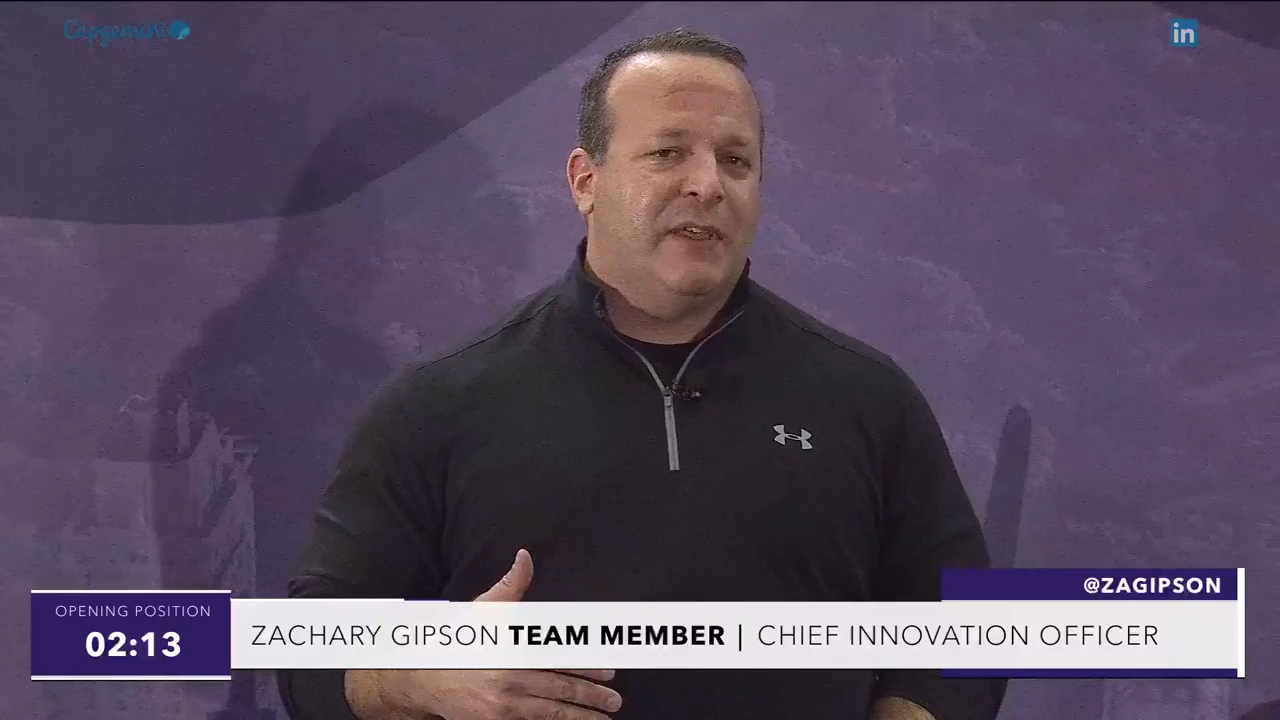 Capgemini
in
@ZAGIPSON
OPENING POSITION
02:13
ZACHARY GIPSON TEAM MEMBER | CHIEF INNOVATION OFFICER